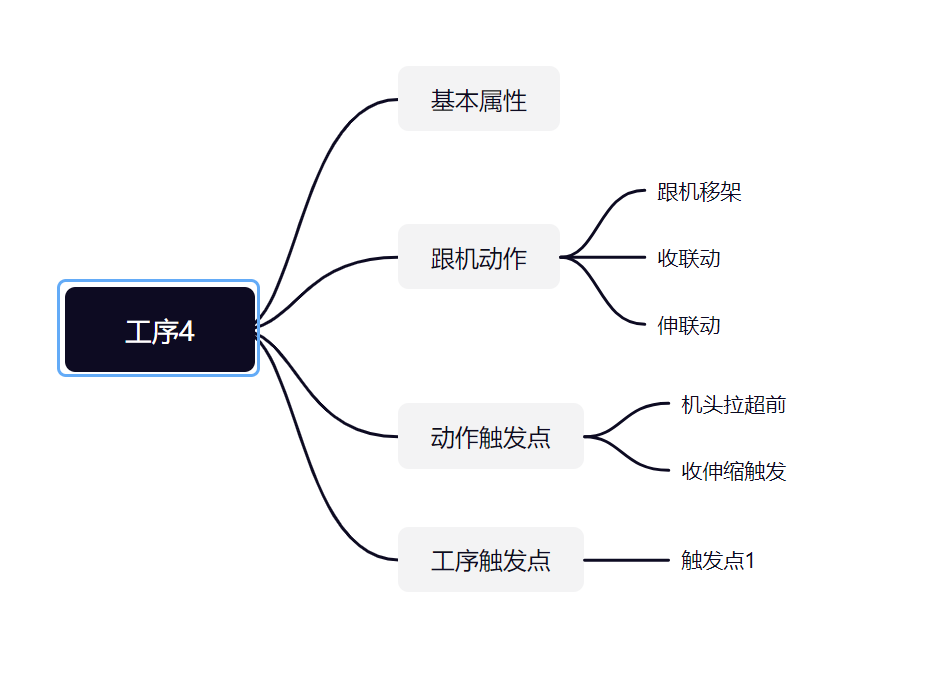 工序4
基本属性
跟机动作
跟机移架
收联动
伸联动
动作触发点
机头拉超前
收伸缩触发
工序触发点
触发点1